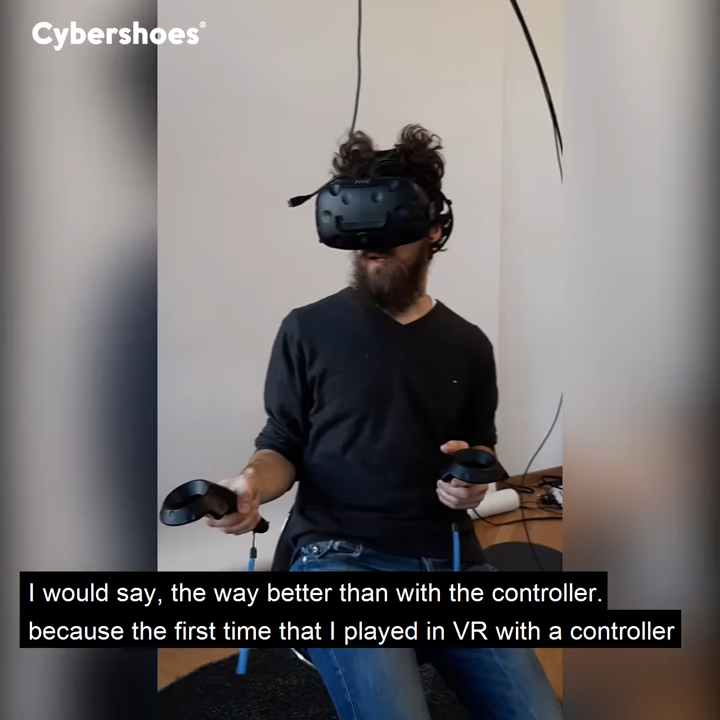 Cybershoes®
hTC
I would say, the way better than with the controller.
because the first time that I played in VR with a controller